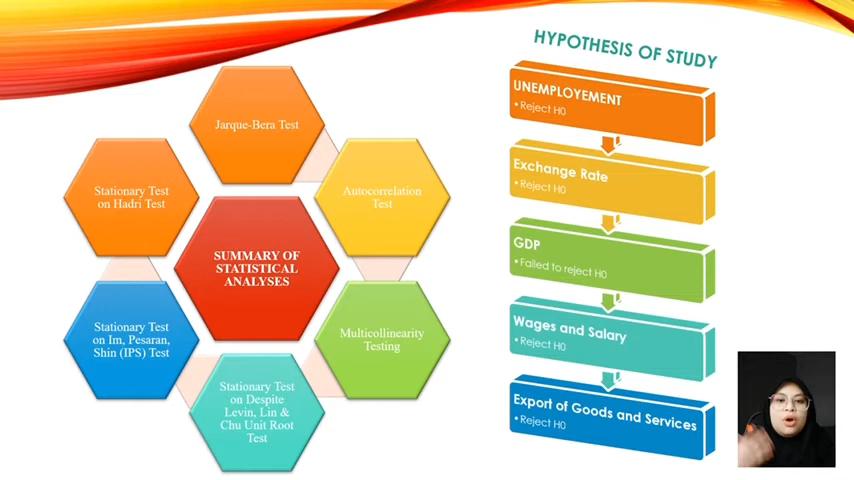 HYPOTHESIS OF STUDY
Jarque-Bera Test
Autocorrelation
Test
Multicollinearity
Testing
Stationary Test
on Despite
Levin, Lin &
Chu Unit Root
Test
Stationary Test
on Im, Pesaran,
Shin (IPS) Test
Stationary Test
on Hadri Test
SUMMARY OF
STATISTICAL
ANALYSES
UNEMPLOYEMENT
• Reject H0
Exchange Rate
• Reject H0
GDP
• Failed to reject H0
Wages and Salary
• Reject H0
Export of Goods and Services
• Reject H0